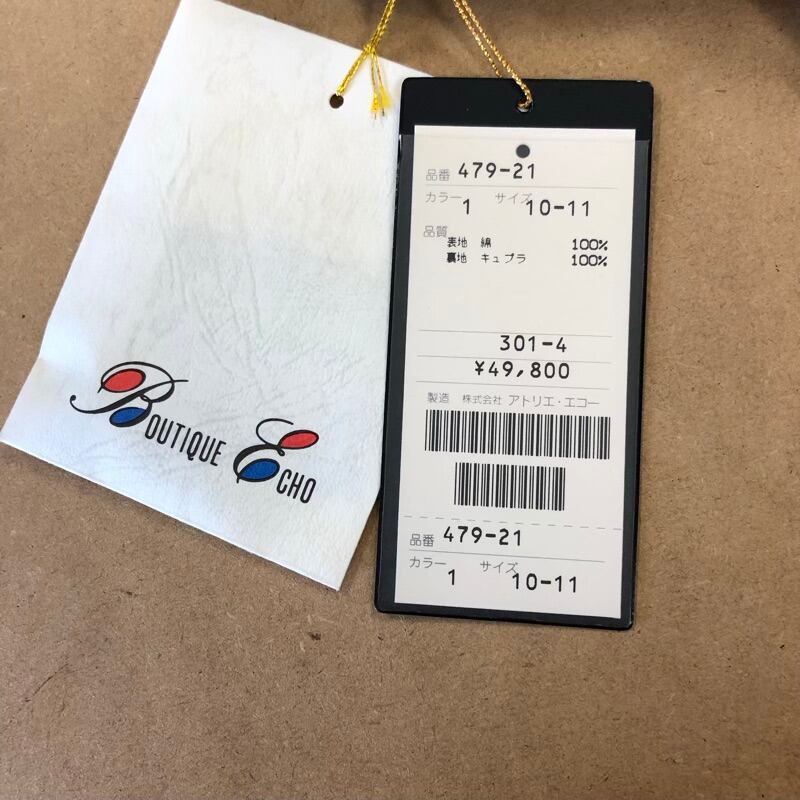 BOUTIQUE ECHO
品番 479-21
カラー 1 サイズ 10-11
品質
表地 綿 100%
裏地 キュプラ 100%
301-4
¥49,800
製造 株式会社 アトリエ・エコー
品番 479-21
カラー 1 サイズ 10-11